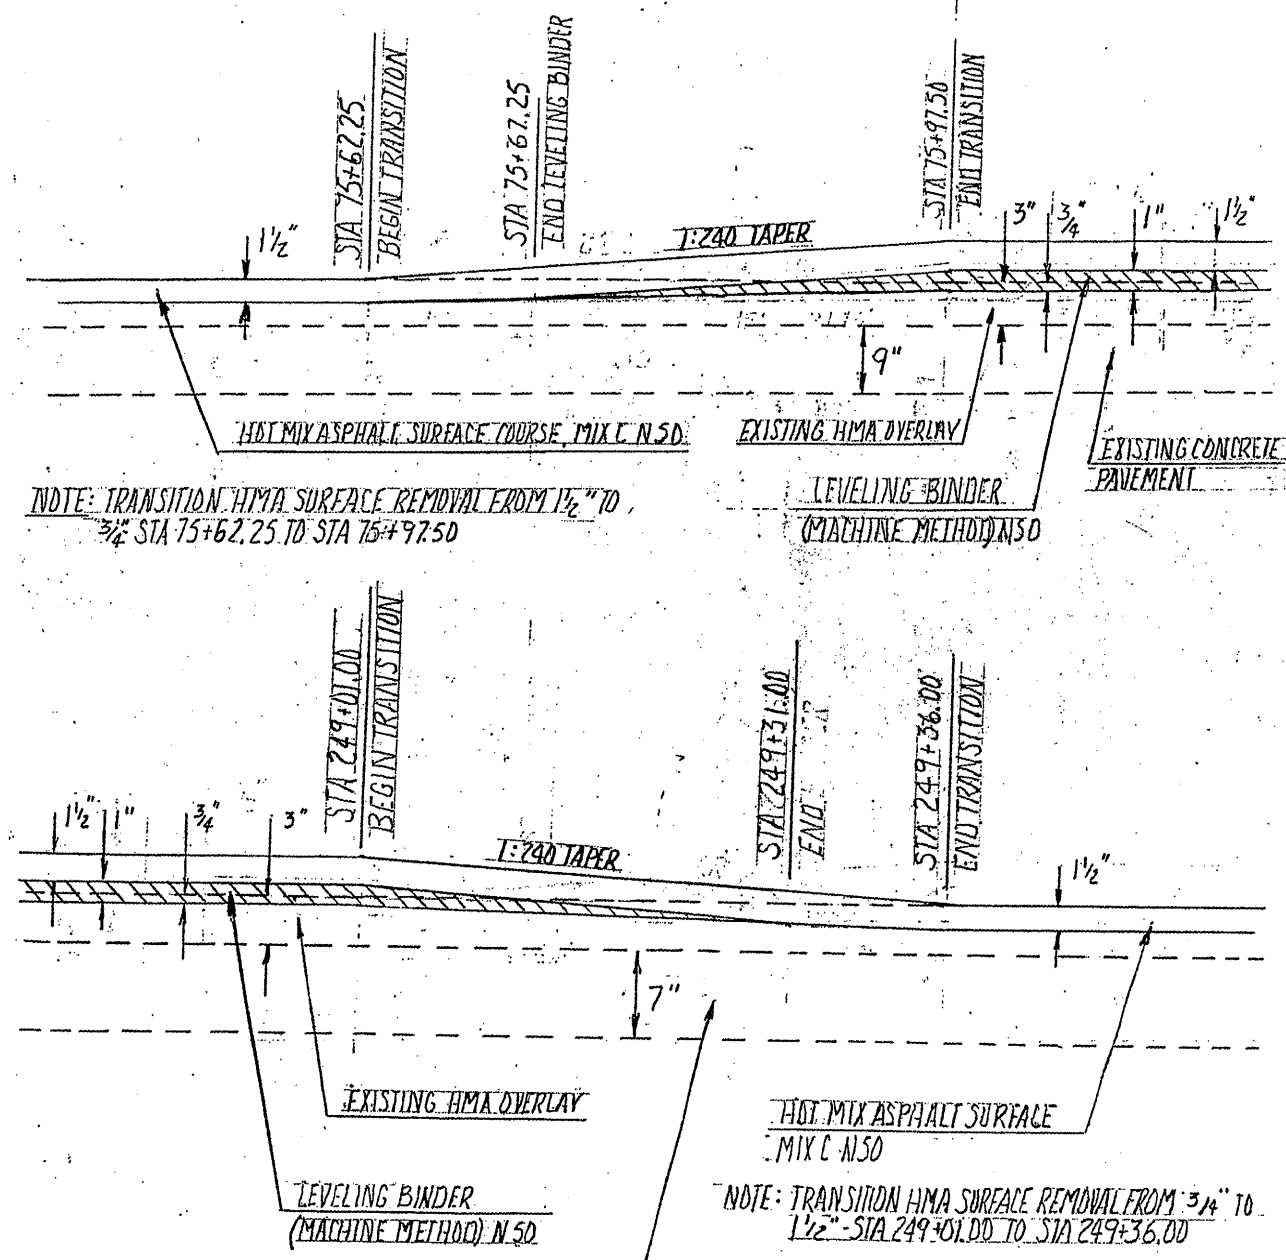 STA 75+62.25
BEGIN TRANSITION
STA 75+67.25
END LEVELING BINDER
STA 75+97.50
END TRANSITION
1½"
1:240 TAPER
3"
¾"
1"
1½"
9"
HOT MIX ASPHALT SURFACE COURSE, MIX C N50
EXISTING HMA OVERLAY
EXISTING CONCRETE
PAVEMENT
LEVELING BINDER
(MACHINE METHOD) N50
NOTE: TRANSITION HMA SURFACE REMOVAL FROM 1½" TO
¾" STA 75+62.25 TO STA 75+97.50
STA 249+01.00
BEGIN TRANSITION
STA 249+31.00
END
STA 249+36.00
END TRANSITION
1½"
1"
¾"
3"
1:240 TAPER
1½"
7"
EXISTING HMA OVERLAY
HOT MIX ASPHALT SURFACE
MIX C N50
LEVELING BINDER
(MACHINE METHOD) N50
NOTE: TRANSITION HMA SURFACE REMOVAL FROM ¾" TO
1½"-STA 249+01.00 TO STA 249+36.00